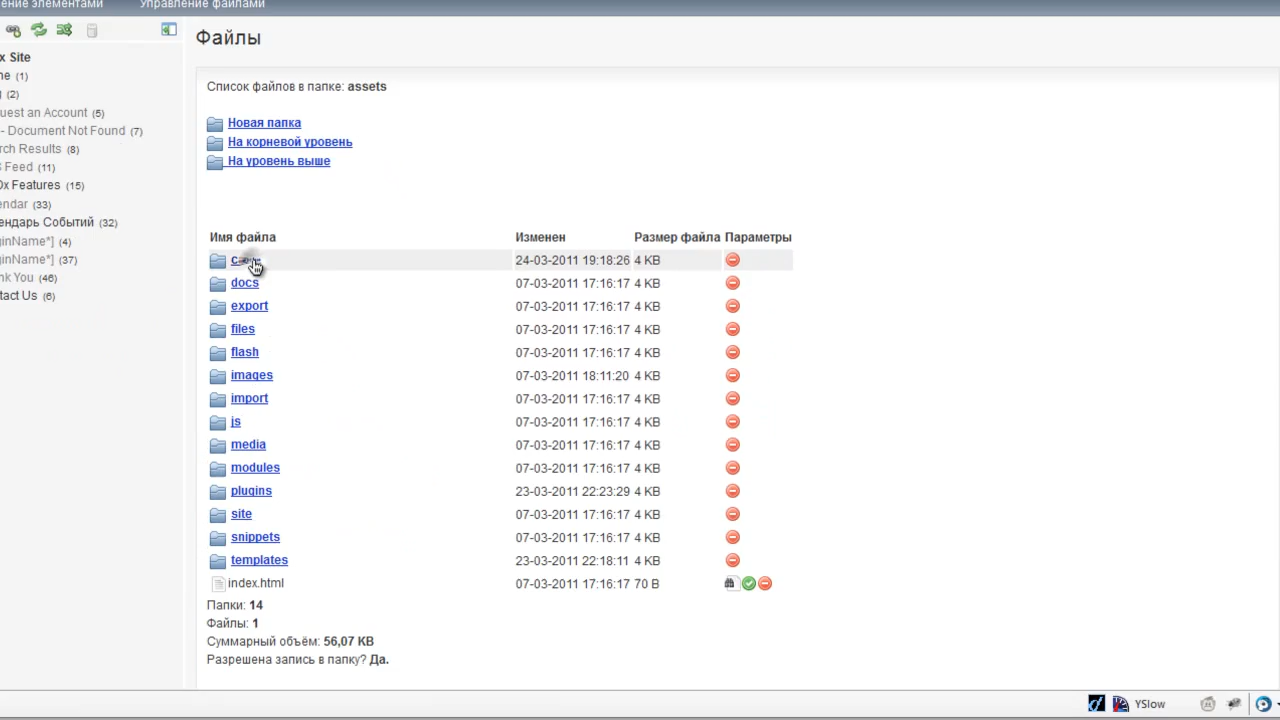 ение элементами Управление файлами
Файлы
x Site
ne (1)
(2)
uest an Account (5)
- Document Not Found (7)
rch Results (8)
Feed (11)
Ox Features (15)
endar (33)
ендарь Событий (32)
ginName*] (4)
ginName*] (37)
nk You (46)
tact Us (6)
Список файлов в папке: assets
Новая папка
На корневой уровень
На уровень выше
Имя файла Изменен Размер файла Параметры
24-03-2011 19:18:26 4 KB
docs 07-03-2011 17:16:17 4 KB
export 07-03-2011 17:16:17 4 KB
files 07-03-2011 17:16:17 4 KB
flash 07-03-2011 17:16:17 4 KB
images 07-03-2011 18:11:20 4 KB
import 07-03-2011 17:16:17 4 KB
js 07-03-2011 17:16:17 4 KB
media 07-03-2011 17:16:17 4 KB
modules 07-03-2011 17:16:17 4 KB
plugins 23-03-2011 22:23:29 4 KB
site 07-03-2011 17:16:17 4 KB
snippets 07-03-2011 17:16:17 4 KB
templates 23-03-2011 22:18:11 4 KB
index.html 07-03-2011 17:16:17 70 B
Папки: 14
Файлы: 1
Суммарный объём: 56,07 KB
Разрешена запись в папку? Да.
YSlow